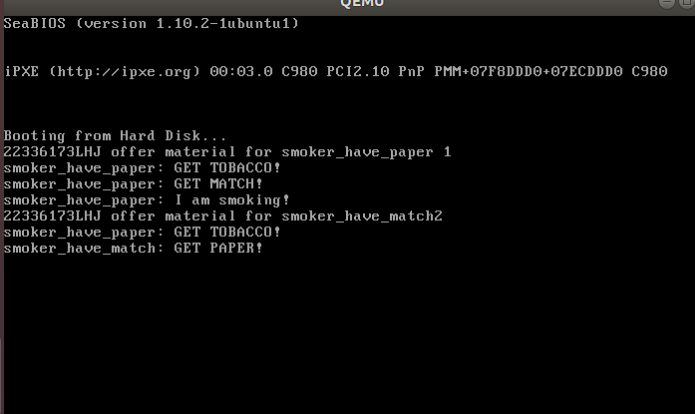 QEMU
SeaBIOS (version 1.10.2-1ubuntu1)
iPXE (http://ipxe.org) 00:03.0 C980 PCI2.10 PnP PMM+07F8DDD0+07ECDDD0 C980
Booting from Hard Disk...
22336173LHJ offer material for smoker_have_paper 1
smoker_have_paper: GET TOBACCO!
smoker_have_paper: GET MATCH!
smoker_have_paper: I am smoking!
22336173LHJ offer material for smoker_have_match2
smoker_have_paper: GET TOBACCO!
smoker_have_match: GET PAPER!